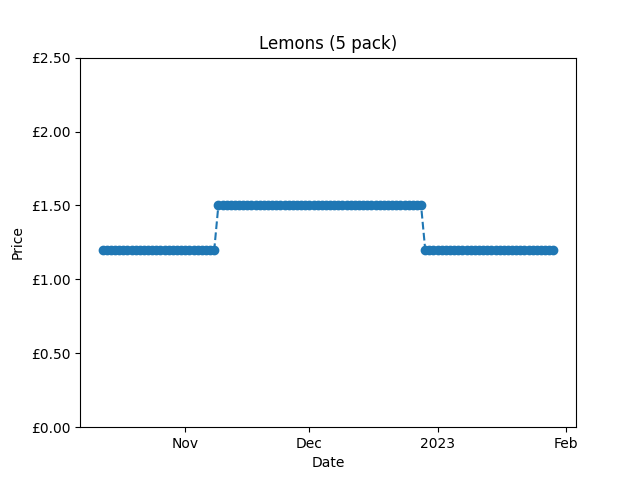 Lemons (5 pack)
£2.50
£2.00
£1.50
£1.00
£0.50
£0.00
Price
Nov
Dec
2023
Feb
Date